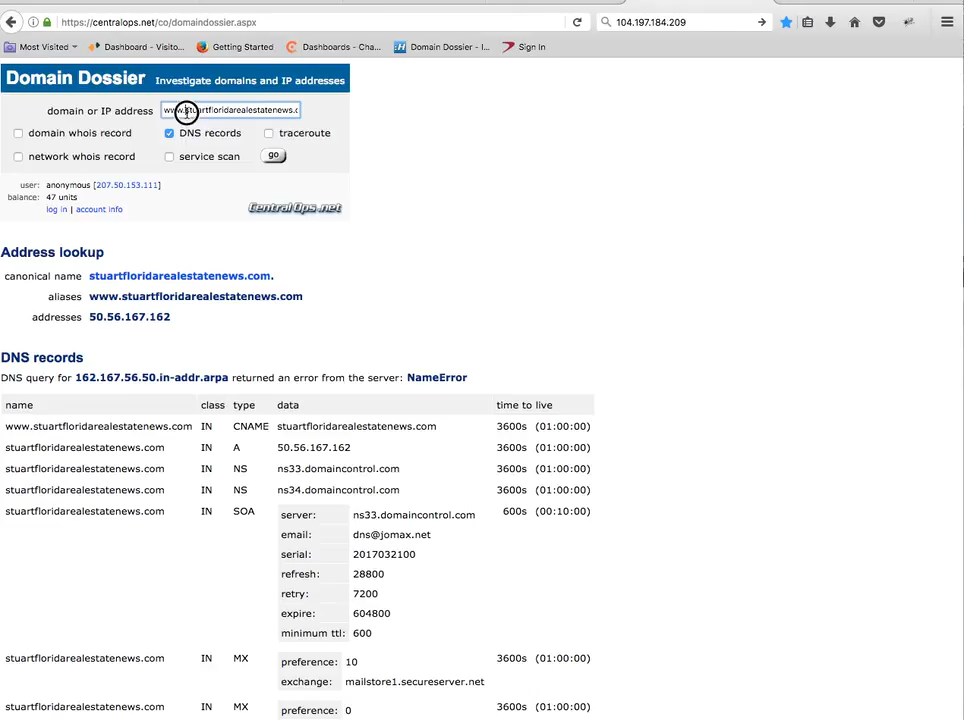 https://centralops.net/co/domaindossier.aspx
104.197.184.209
Most Visited
Dashboard - Visito...
Getting Started
Dashboards - Cha...
Domain Dossier - I...
Sign In
Domain Dossier Investigate domains and IP addresses
domain or IP address www.stuartfloridarealestatenews.c
domain whois record DNS records traceroute
network whois record service scan go
user: anonymous [207.50.153.111]
balance: 47 units
log in | account info
CentralOps.net
Address lookup
canonical name stuartfloridarealestatenews.com.
aliases www.stuartfloridarealestatenews.com
addresses 50.56.167.162
DNS records
DNS query for 162.167.56.50.in-addr.arpa returned an error from the server: NameError
name class type data time to live
www.stuartfloridarealestatenews.com IN CNAME stuartfloridarealestatenews.com 3600s (01:00:00)
stuartfloridarealestatenews.com IN A 50.56.167.162 3600s (01:00:00)
stuartfloridarealestatenews.com IN NS ns33.domaincontrol.com 3600s (01:00:00)
stuartfloridarealestatenews.com IN NS ns34.domaincontrol.com 3600s (01:00:00)
stuartfloridarealestatenews.com IN SOA server: ns33.domaincontrol.com 600s (00:10:00)
email: dns@jomax.net
serial: 2017032100
refresh: 28800
retry: 7200
expire: 604800
minimum ttl: 600
stuartfloridarealestatenews.com IN MX preference: 10 3600s (01:00:00)
exchange: mailstore1.secureserver.net
stuartfloridarealestatenews.com IN MX preference: 0 3600s (01:00:00)